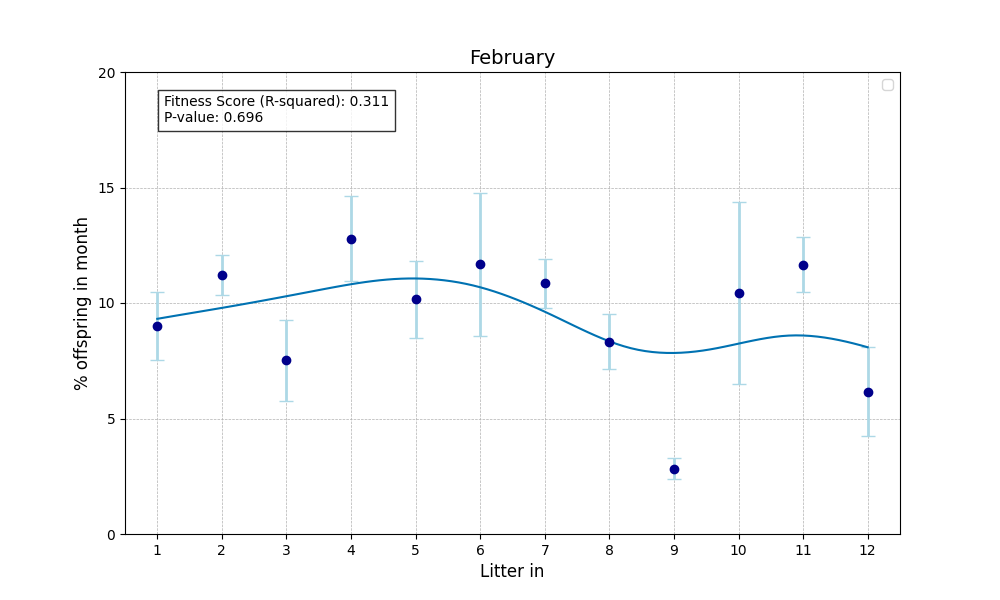 February
Fitness Score (R-squared): 0.311
P-value: 0.696
% offspring in month
20
15
10
5
0
1 2 3 4 5 6 7 8 9 10 11 12
Litter in